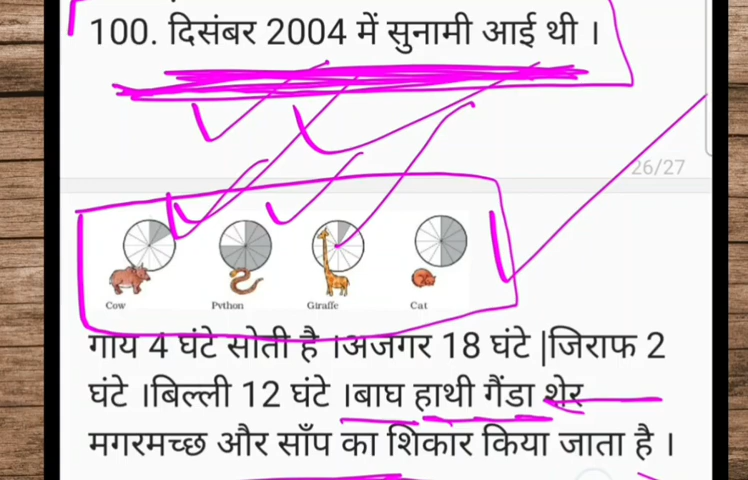 100. दिसंबर 2004 में सुनामी आई थी ।
26/27
Cow Python Giraffe Cat
गाय 4 घंटे सोती है ।अजगर 18 घंटे |जिराफ 2
घंटे ।बिल्ली 12 घंटे ।बाघ हाथी गैंडा शेर
मगरमच्छ और साँप का शिकार किया जाता है ।